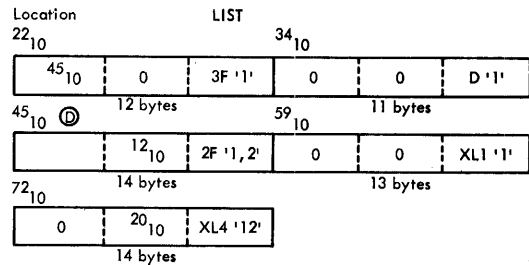 Location LIST
22₁₀ 34₁₀
45₁₀ 0 3F '1' 0 0 D '1'
12 bytes 11 bytes
45₁₀ Ⓓ 59₁₀
12₁₀ 2F '1,2' 0 0 XL1 '1'
14 bytes 13 bytes
72₁₀
0 20₁₀ XL4 '12'
14 bytes